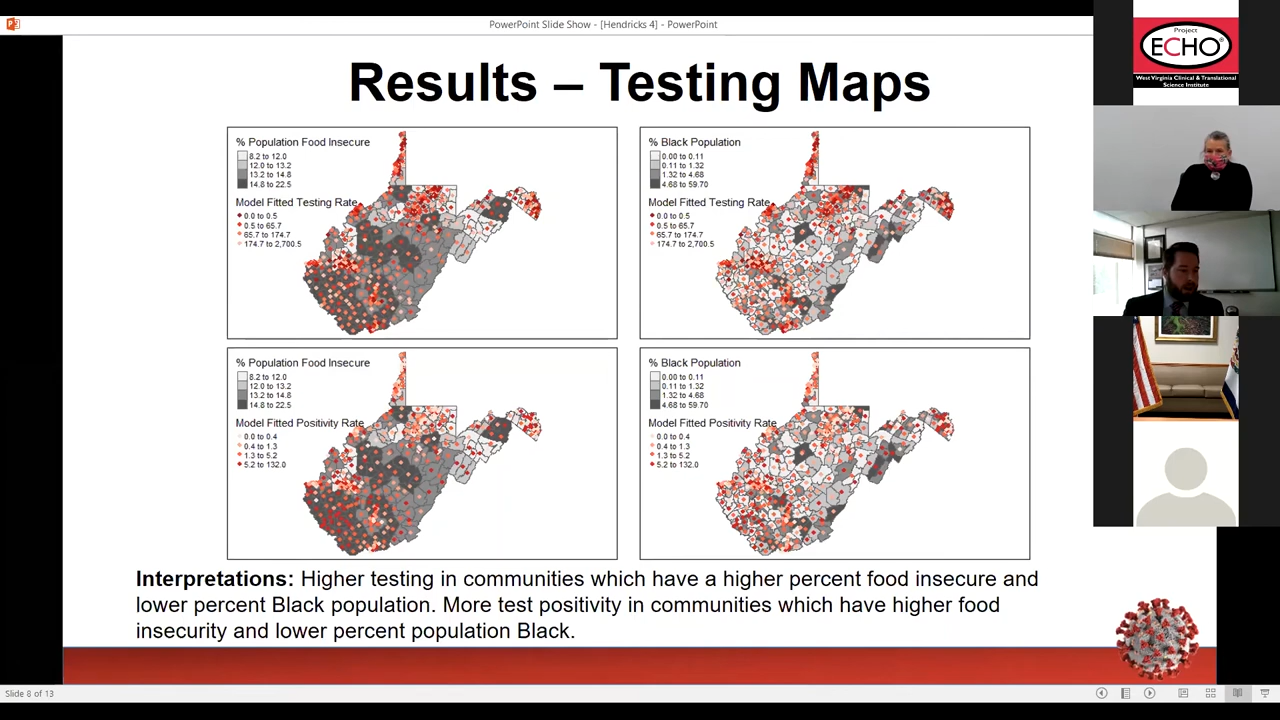 PowerPoint Slide Show - [Hendricks 4] - PowerPoint
Results – Testing Maps
% Population Food Insecure
8.2 to 12.0
12.0 to 13.2
13.2 to 14.8
14.8 to 22.5
Model Fitted Testing Rate
0.0 to 0.5
0.5 to 65.7
65.7 to 174.7
174.7 to 2,700.5
% Black Population
0.00 to 0.11
0.11 to 1.32
1.32 to 4.68
4.68 to 59.70
Model Fitted Testing Rate
0.0 to 0.5
0.5 to 65.7
65.7 to 174.7
174.7 to 2,700.5
% Population Food Insecure
8.2 to 12.0
12.0 to 13.2
13.2 to 14.8
14.8 to 22.5
Model Fitted Positivity Rate
0.0 to 0.4
0.4 to 1.3
1.3 to 5.2
5.2 to 132.0
% Black Population
0.00 to 0.11
0.11 to 1.32
1.32 to 4.68
4.68 to 59.70
Model Fitted Positivity Rate
0.0 to 0.4
0.4 to 1.3
1.3 to 5.2
5.2 to 132.0
Interpretations: Higher testing in communities which have a higher percent food insecure and
lower percent Black population. More test positivity in communities which have higher food
insecurity and lower percent population Black.
Slide 8 of 13
Project
ECHO®
West Virginia Clinical & Translational
Science Institute